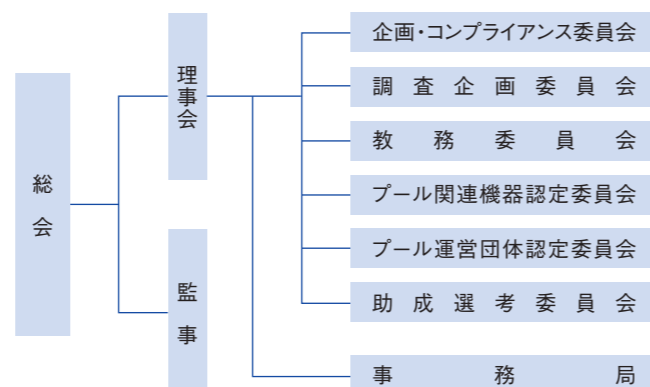 総会
理事会
監事
企画・コンプライアンス委員会
調査企画委員会
教務委員会
プール関連機器認定委員会
プール運営団体認定委員会
助成選考委員会
事務局